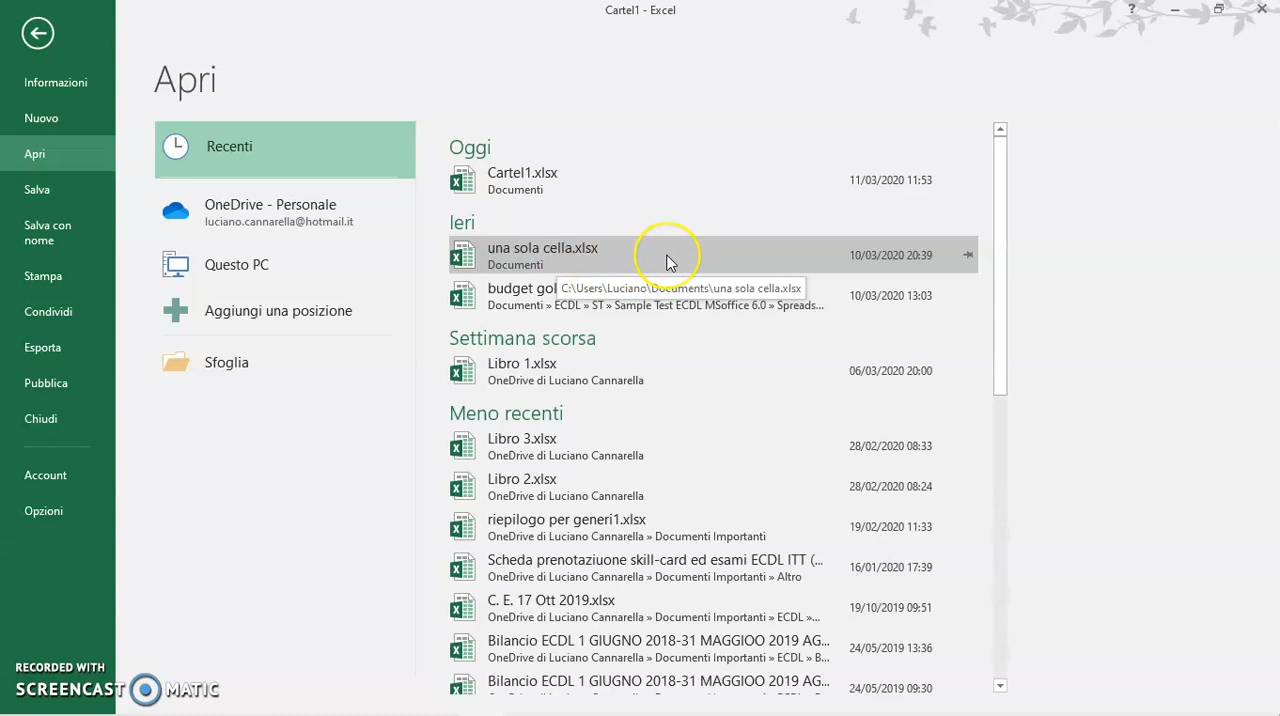 Cartel1 - Excel
?
Informazioni
Nuovo
Apri
Salva
Salva con
nome
Stampa
Condividi
Esporta
Pubblica
Chiudi
Account
Opzioni
Apri
Recenti
OneDrive - Personale
luciano.cannarella@hotmail.it
Questo PC
Aggiungi una posizione
Sfoglia
Oggi
Cartel1.xlsx 11/03/2020 11:53
Documenti
Ieri
una sola cella.xlsx 10/03/2020 20:39
Documenti
C:\Users\Luciano\Documents\una sola cella.xlsx
budget gol 10/03/2020 13:03
Documenti » ECDL » ST » Sample Test ECDL MSoffice 6.0 » Spreads...
Settimana scorsa
Libro 1.xlsx 06/03/2020 20:00
OneDrive di Luciano Cannarella
Meno recenti
Libro 3.xlsx 28/02/2020 08:33
OneDrive di Luciano Cannarella
Libro 2.xlsx 28/02/2020 08:24
OneDrive di Luciano Cannarella
riepilogo per generi1.xlsx 19/02/2020 11:33
OneDrive di Luciano Cannarella » Documenti Importanti
Scheda prenotaziuone skill-card ed esami ECDL ITT (... 16/01/2020 17:39
OneDrive di Luciano Cannarella » Documenti Importanti » Altro
C. E. 17 Ott 2019.xlsx 19/10/2019 09:51
OneDrive di Luciano Cannarella » Documenti Importanti » ECDL »...
Bilancio ECDL 1 GIUGNO 2018-31 MAGGIOO 2019 AG... 24/05/2019 13:36
OneDrive di Luciano Cannarella » Documenti Importanti » ECDL » B...
Bilancio ECDL 1 GIUGNO 2018-31 MAGGIOO 2019 AG... 24/05/2019 09:30
RECORDED WITH
SCREENCAST MATIC